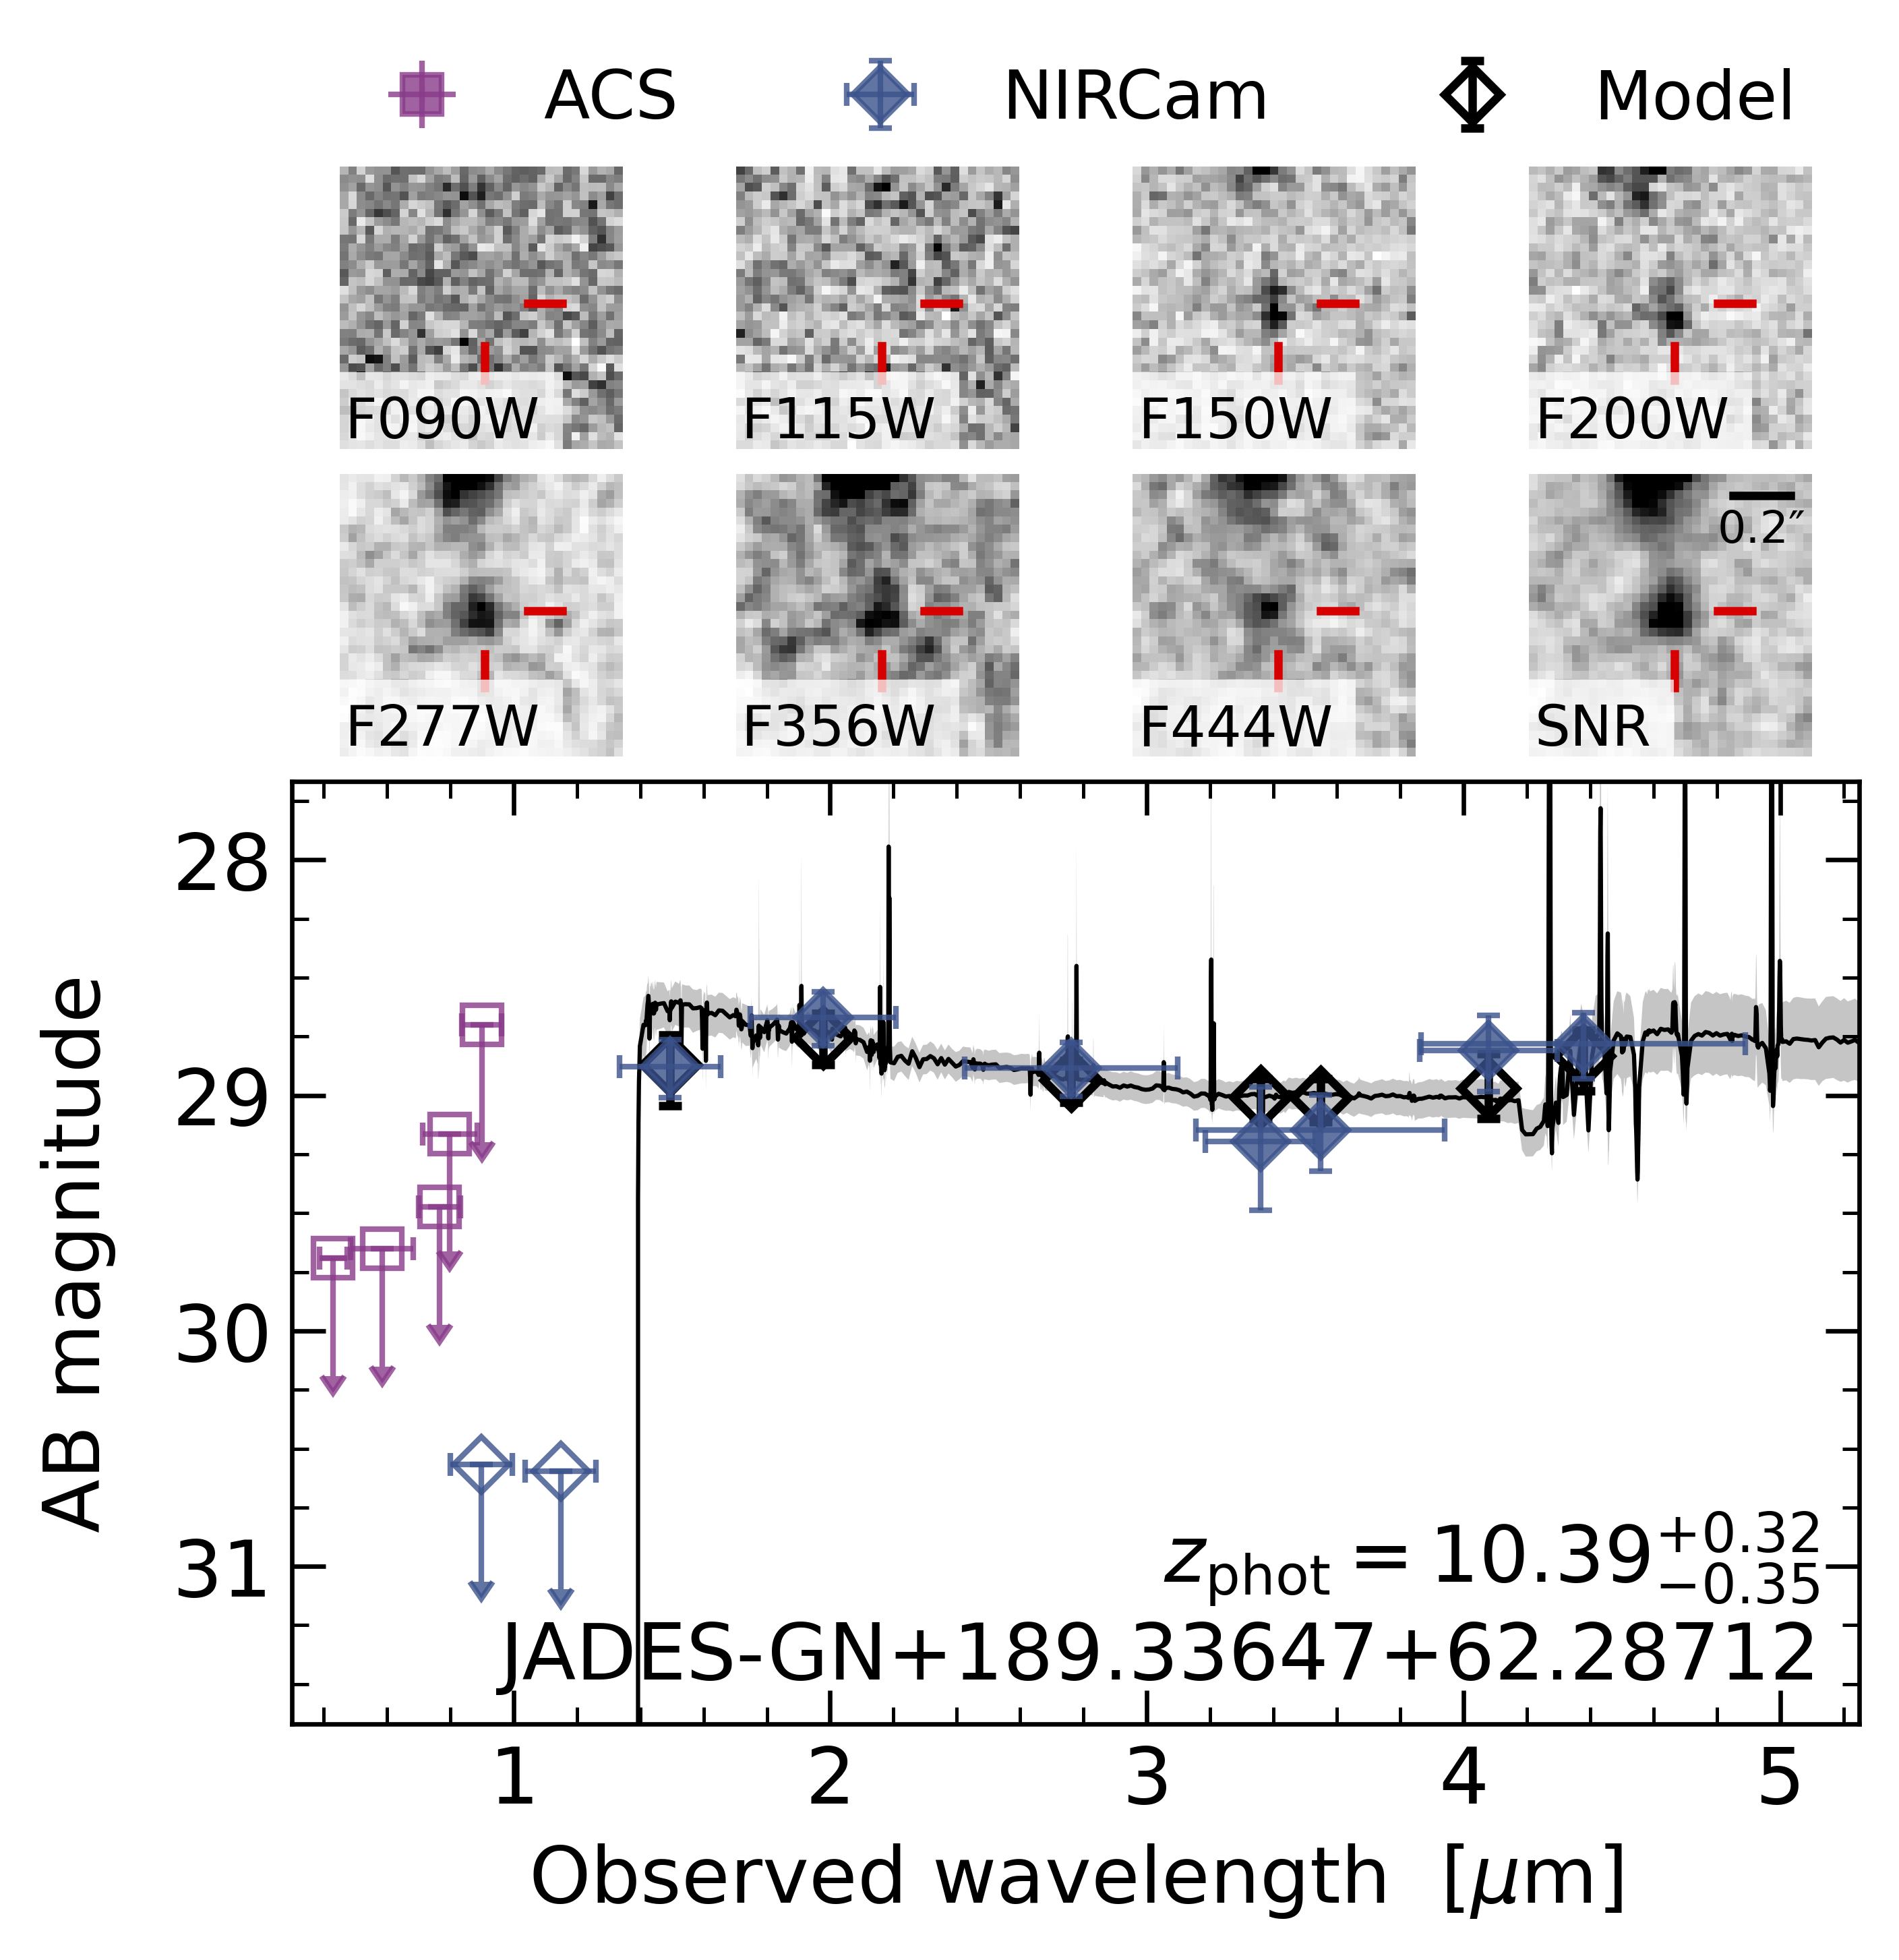 ACS NIRCam Model
F090W F115W F150W F200W
0.2″
F277W F356W F444W SNR
28
29
30
31
AB magnitude
z_phot = 10.39^{+0.32}_{−0.35}
JADES-GN+189.33647+62.28712
1 2 3 4 5
Observed wavelength [μm]